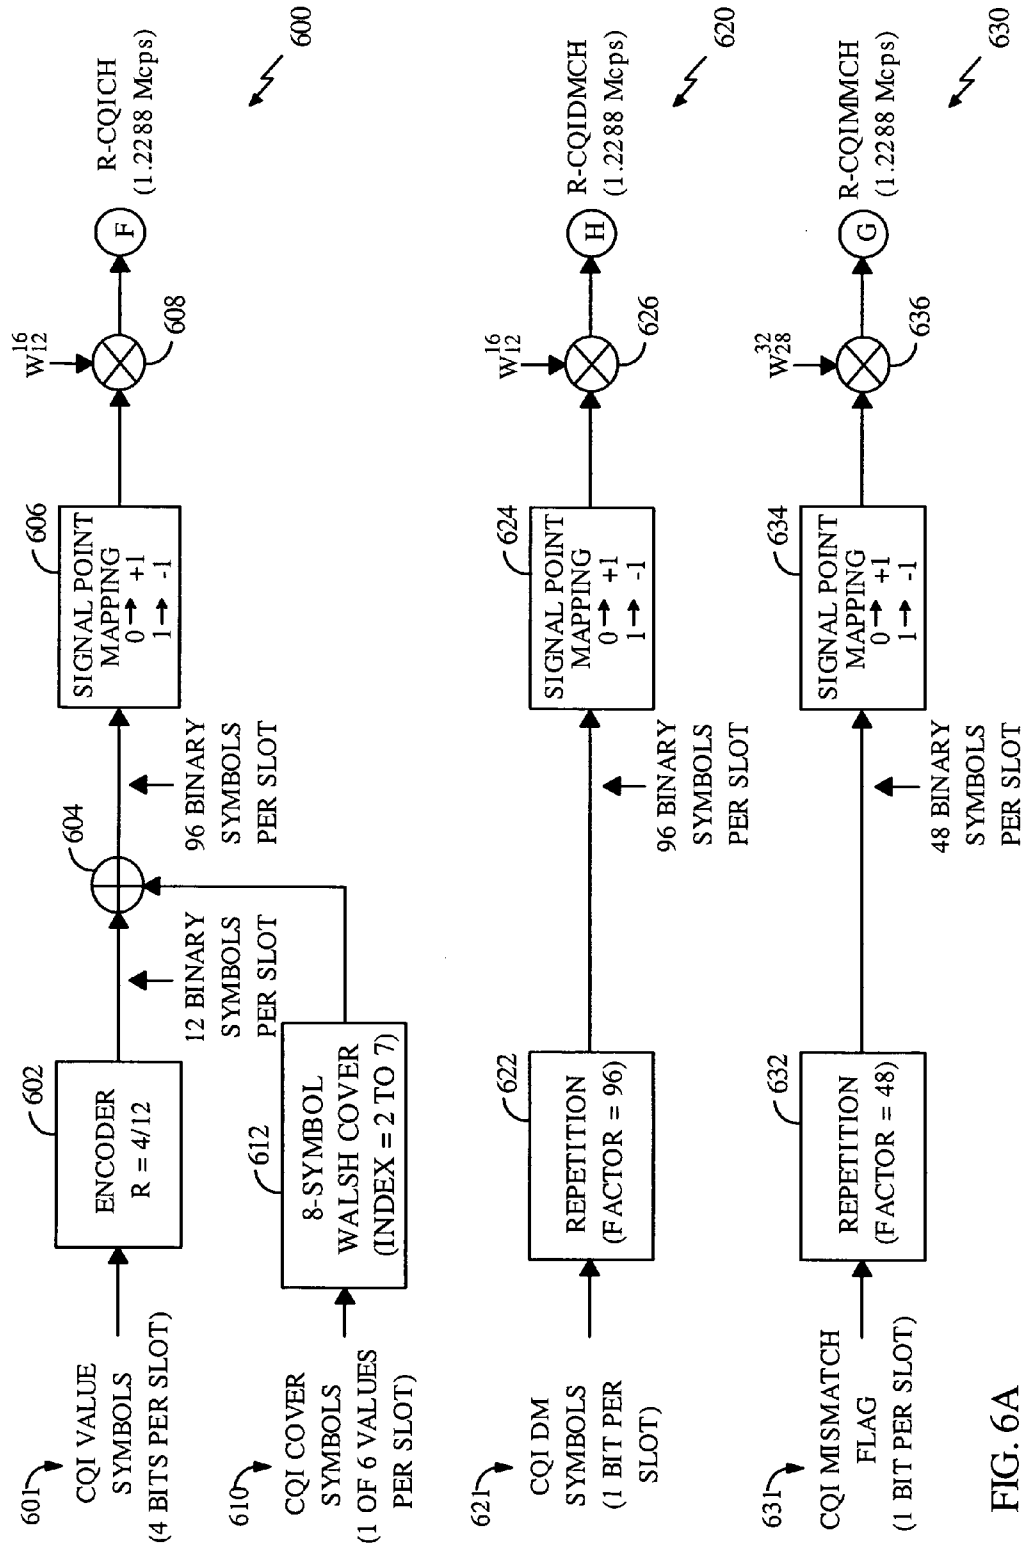 601
CQI VALUE
SYMBOLS
(4 BITS PER SLOT)
602
ENCODER
R = 4/12
12 BINARY
SYMBOLS
PER SLOT
604
96 BINARY
SYMBOLS
PER SLOT
606
SIGNAL POINT
MAPPING
0 → +1
1 → -1
W 16 12
608
F
R-CQICH
(1.2288 Mcps)
600
610
CQI COVER
SYMBOLS
(1 OF 6 VALUES
PER SLOT)
612
8-SYMBOL
WALSH COVER
(INDEX = 2 TO 7)
621
CQI DM
SYMBOLS
(1 BIT PER
SLOT)
622
REPETITION
(FACTOR = 96)
96 BINARY
SYMBOLS
PER SLOT
624
SIGNAL POINT
MAPPING
0 → +1
1 → -1
W 16 12
626
H
R-CQIDMCH
(1.2288 Mcps)
620
631
CQI MISMATCH
FLAG
(1 BIT PER SLOT)
632
REPETITION
(FACTOR = 48)
48 BINARY
SYMBOLS
PER SLOT
634
SIGNAL POINT
MAPPING
0 → +1
1 → -1
W 32 28
636
G
R-CQIMMCH
(1.2288 Mcps)
630
FIG. 6A